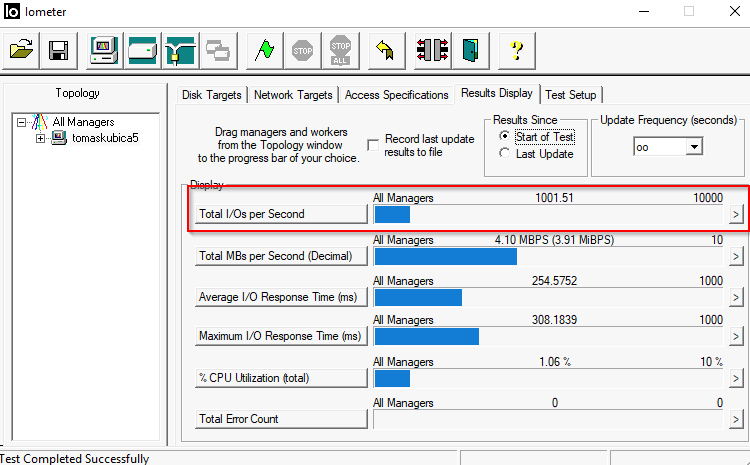 Io Iometer
STOP
STOP
ALL
?
Topology
All Managers
tomaskubica5
Disk Targets
Network Targets
Access Specifications
Results Display
Test Setup
Drag managers and workers
from the Topology window
to the progress bar of your choice.
Record last update
results to file
Results Since
Start of Test
Last Update
Update Frequency (seconds)
oo
Display
All Managers 1001.51 10000
Total I/Os per Second >
All Managers 4.10 MBPS (3.91 MiBPS) 10
Total MBs per Second (Decimal) >
All Managers 254.5752 1000
Average I/O Response Time (ms) >
All Managers 308.1839 1000
Maximum I/O Response Time (ms) >
All Managers 1.06 % 10 %
% CPU Utilization (total) >
All Managers 0 0
Total Error Count >
Test Completed Successfully